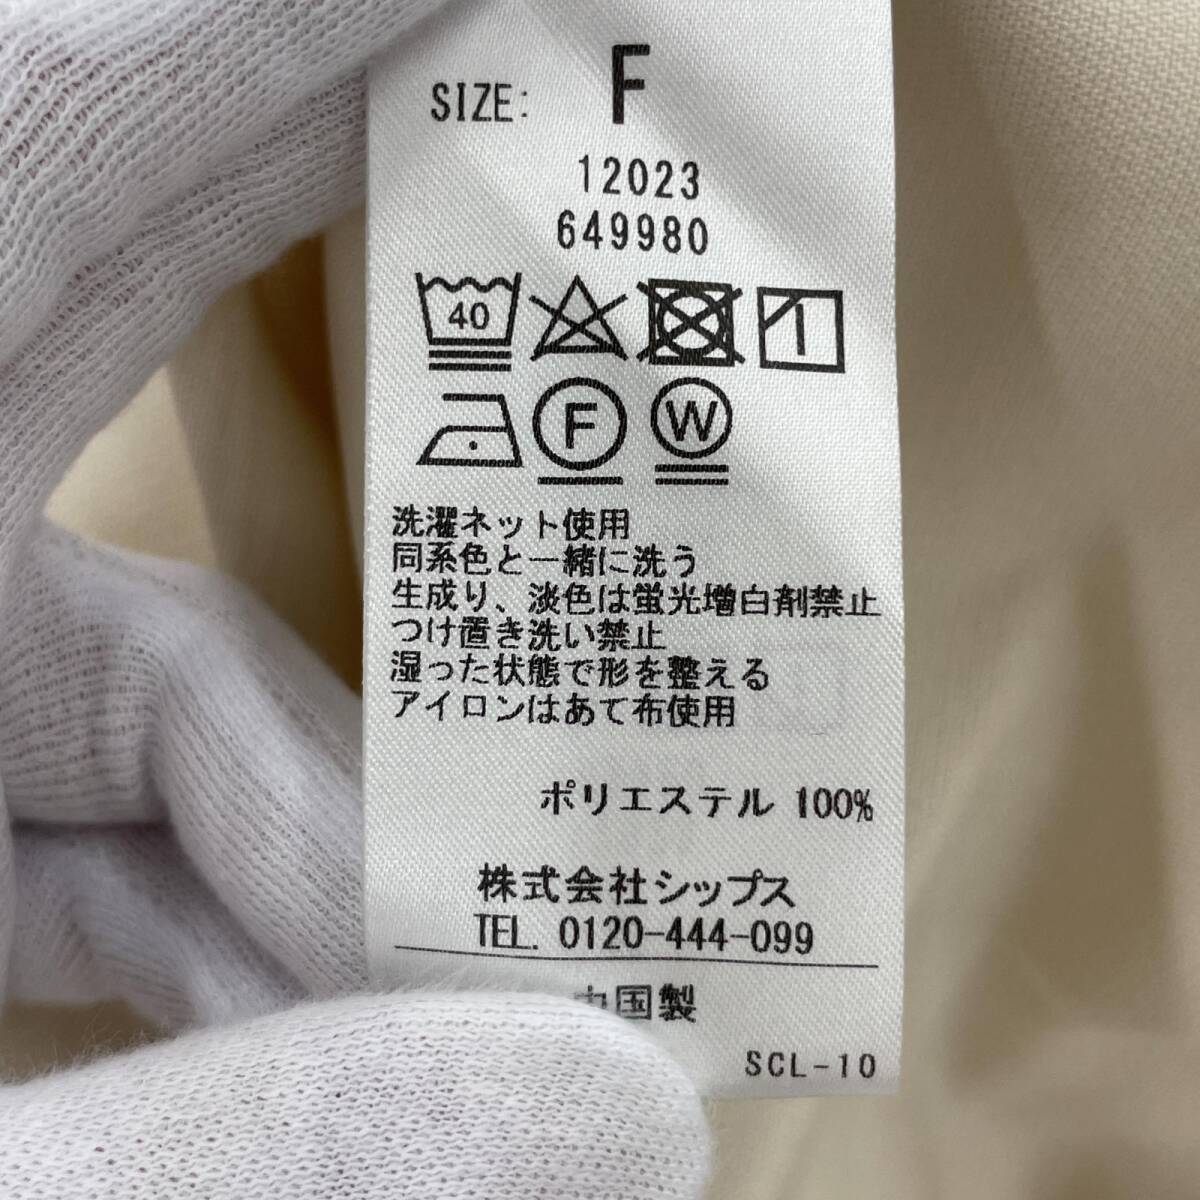 SIZE: F
12023
649980
40
F W
洗濯ネット使用
同系色と一緒に洗う
生成り、淡色は蛍光増白剤禁止
つけ置き洗い禁止
湿った状態で形を整える
アイロンはあて布使用
ポリエステル 100%
株式会社シップス
TEL. 0120-444-099
中国製
SCL-10